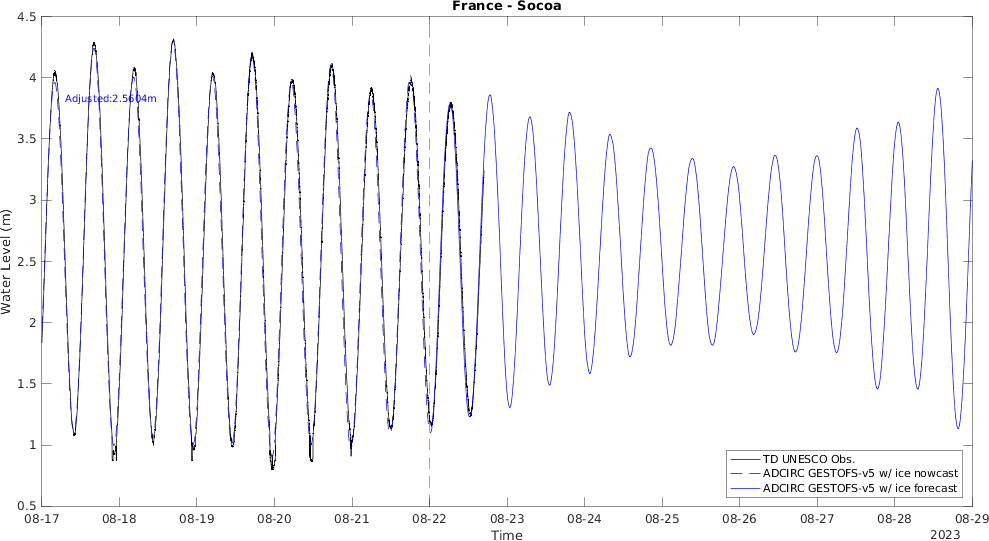 France - Socoa
4.5
4
3.5
3
2.5
2
1.5
1
0.5
Water Level (m)
Adjusted:2.5604m
TD UNESCO Obs.
ADCIRC GESTOFS-v5 w/ ice nowcast
ADCIRC GESTOFS-v5 w/ ice forecast
08-17 08-18 08-19 08-20 08-21 08-22 08-23 08-24 08-25 08-26 08-27 08-28 08-29
Time
2023